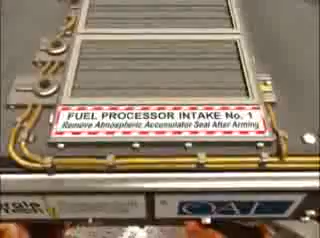 FUEL PROCESSOR INTAKE No. 1
Remove Atmospheric Accumulator Seal After Arming